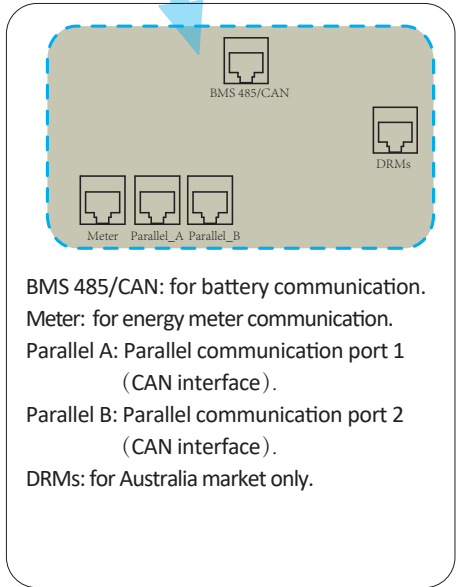 BMS 485/CAN
DRMs
Meter Parallel_A Parallel_B
BMS 485/CAN: for battery communication.
Meter: for energy meter communication.
Parallel A: Parallel communication port 1
（CAN interface）.
Parallel B: Parallel communication port 2
（CAN interface）.
DRMs: for Australia market only.